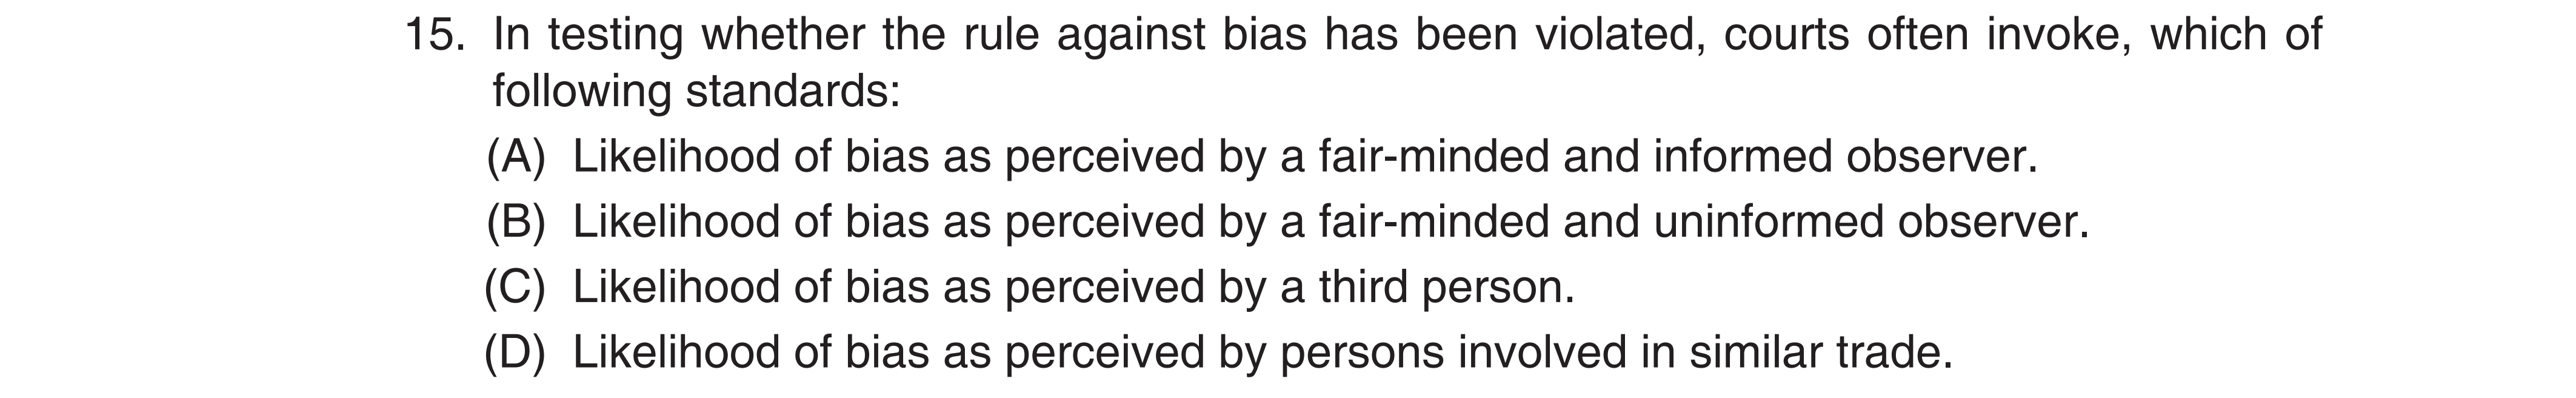 15. In testing whether the rule against bias has been violated, courts often invoke, which of
following standards:
(A) Likelihood of bias as perceived by a fair-minded and informed observer.
(B) Likelihood of bias as perceived by a fair-minded and uninformed observer.
(C) Likelihood of bias as perceived by a third person.
(D) Likelihood of bias as perceived by persons involved in similar trade.